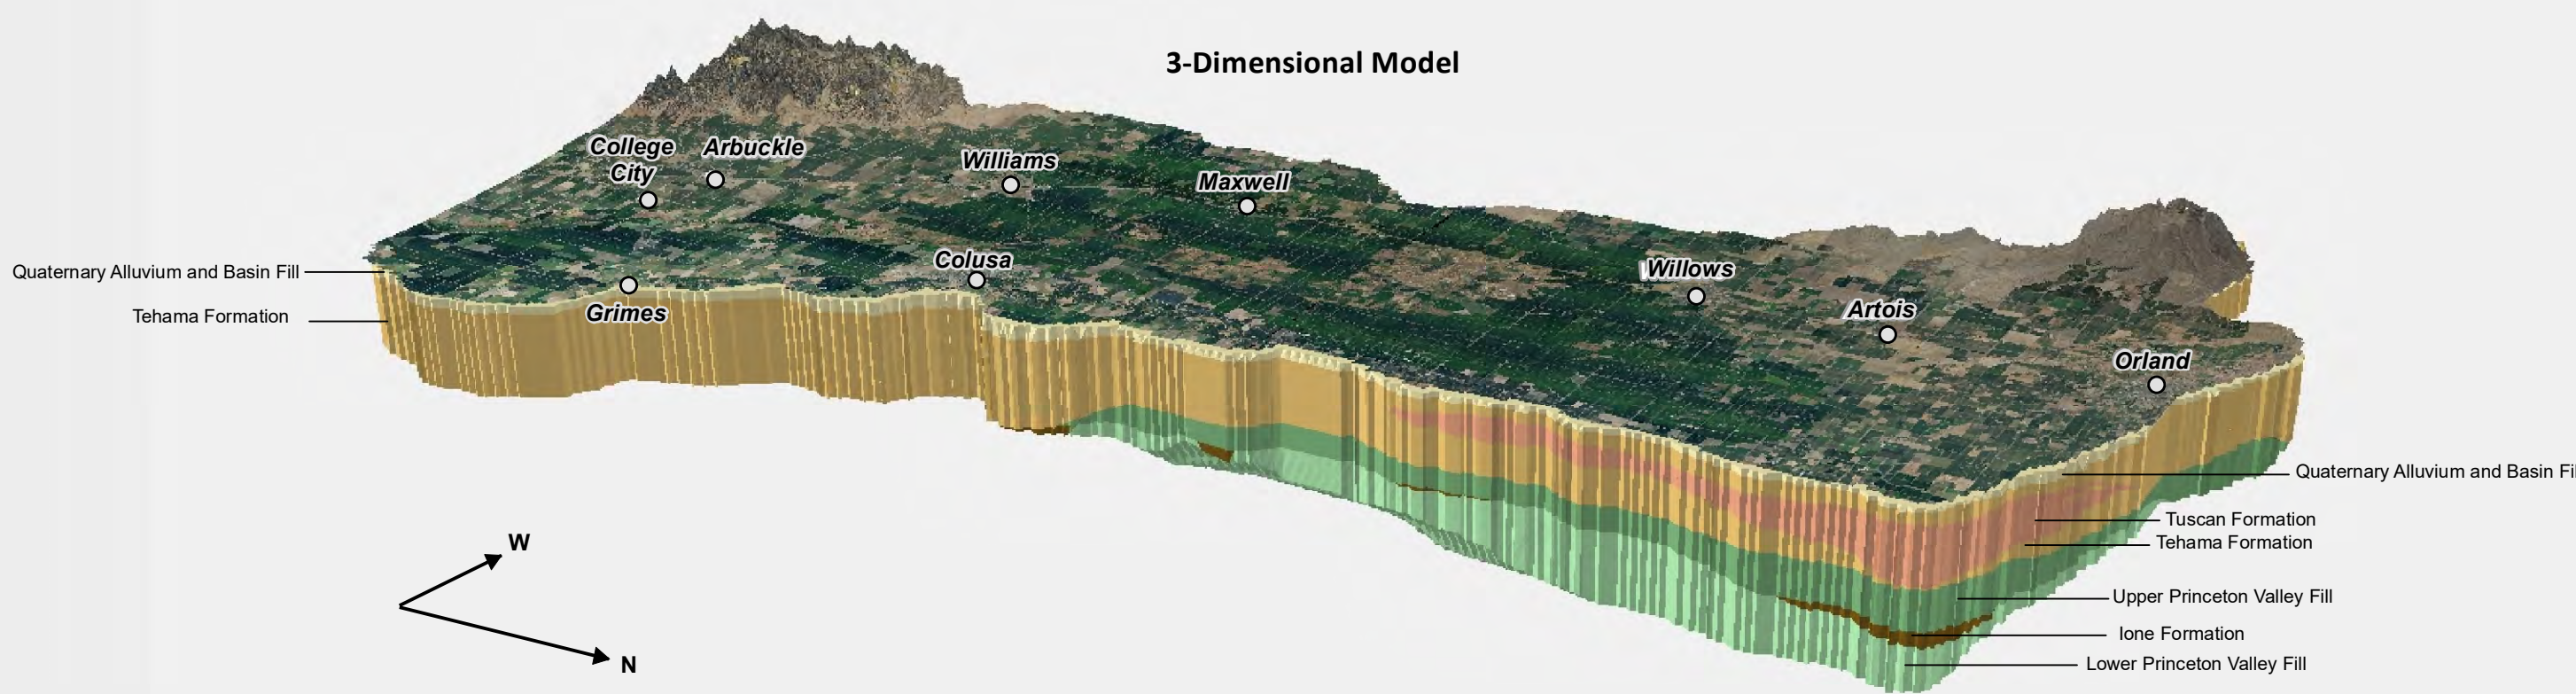 3-Dimensional Model
College
City
Arbuckle
Williams
Maxwell
Colusa
Grimes
Willows
Artois
Orland
Quaternary Alluvium and Basin Fill
Tehama Formation
Quaternary Alluvium and Basin Fil
Tuscan Formation
Tehama Formation
Upper Princeton Valley Fill
Ione Formation
Lower Princeton Valley Fill
W
N